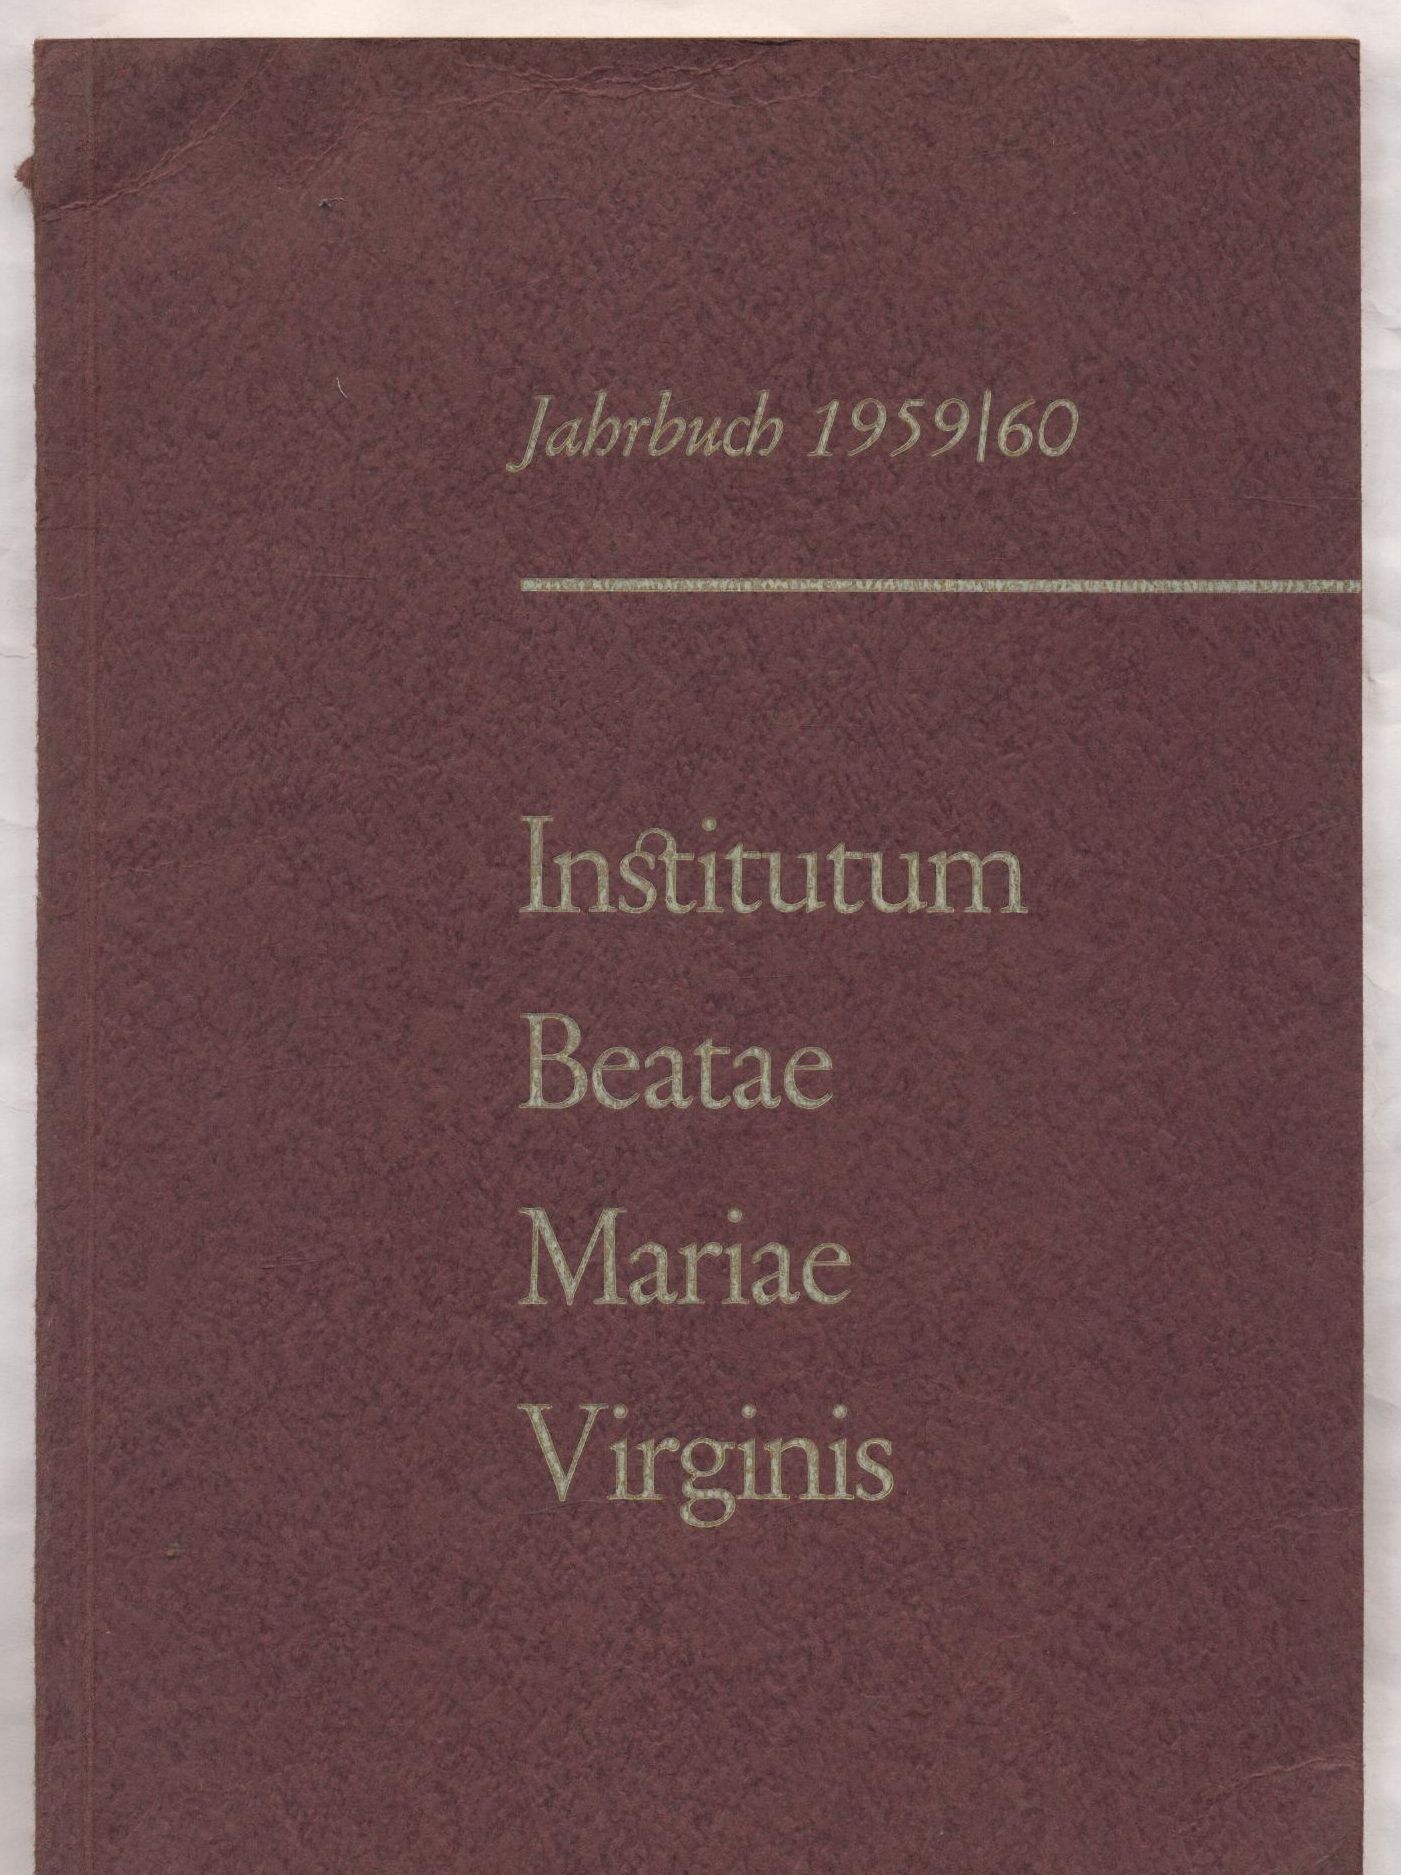 Jahrbuch 1959/60
Institutum
Beatae
Mariae
Virginis